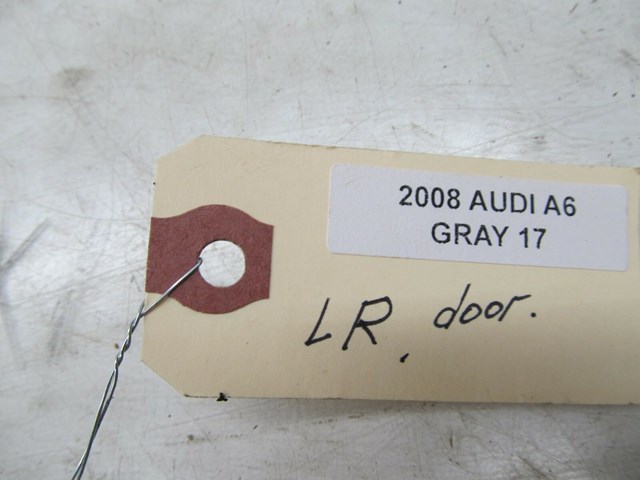 2008 AUDI A6
GRAY 17
LR. door.